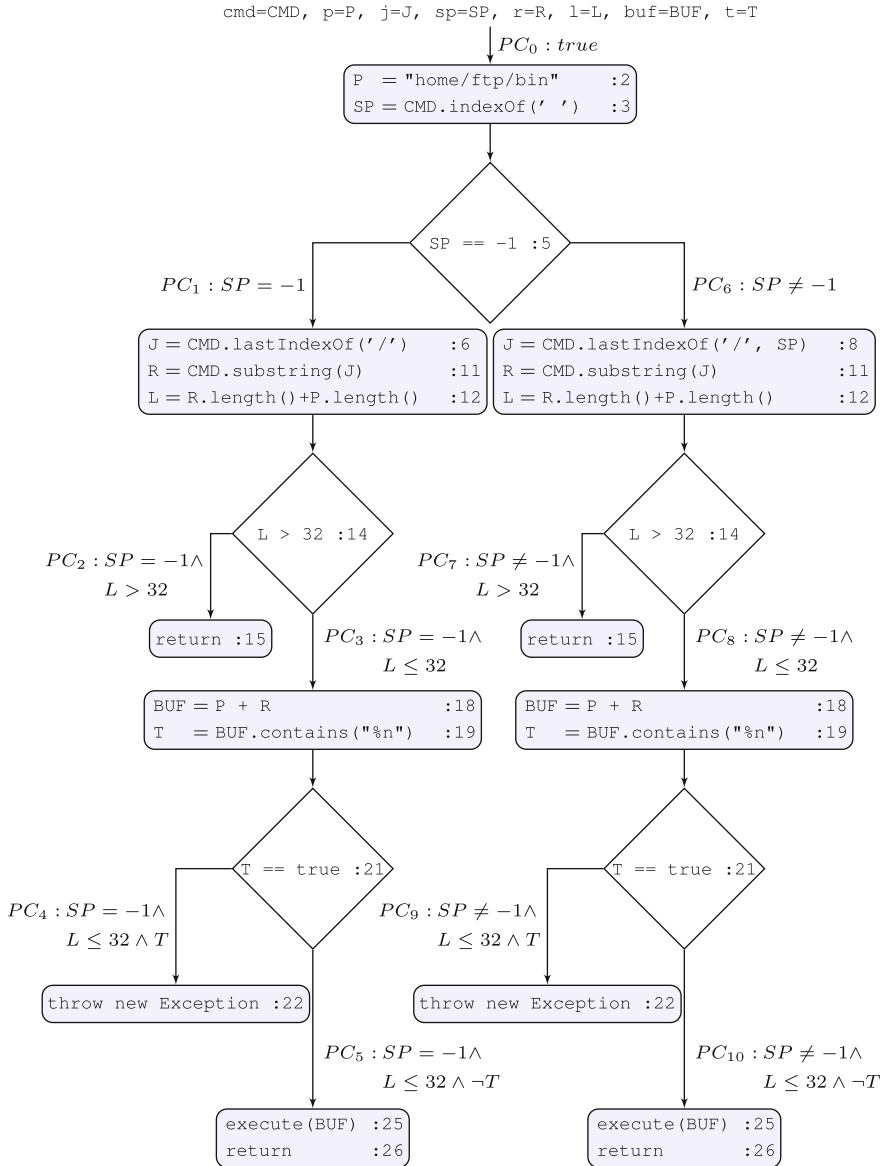 cmd=CMD, p=P, j=J, sp=SP, r=R, l=L, buf=BUF, t=T
PC₀ : true
P = "home/ftp/bin" :2
SP = CMD.indexOf(' ') :3
SP == -1 :5
PC₁ : SP = −1
PC₆ : SP ≠ −1
J = CMD.lastIndexOf('/') :6
R = CMD.substring(J) :11
L = R.length()+P.length() :12
J = CMD.lastIndexOf('/', SP) :8
R = CMD.substring(J) :11
L = R.length()+P.length() :12
L > 32 :14
L > 32 :14
PC₂ : SP = −1∧
L > 32
PC₇ : SP ≠ −1∧
L > 32
return :15
return :15
PC₃ : SP = −1∧
L ≤ 32
PC₈ : SP ≠ −1∧
L ≤ 32
BUF = P + R :18
T = BUF.contains("%n") :19
BUF = P + R :18
T = BUF.contains("%n") :19
T == true :21
T == true :21
PC₄ : SP = −1∧
L ≤ 32 ∧ T
PC₉ : SP ≠ −1∧
L ≤ 32 ∧ T
throw new Exception :22
throw new Exception :22
PC₅ : SP = −1∧
L ≤ 32 ∧ ¬T
PC₁₀ : SP ≠ −1∧
L ≤ 32 ∧ ¬T
execute(BUF) :25
return :26
execute(BUF) :25
return :26